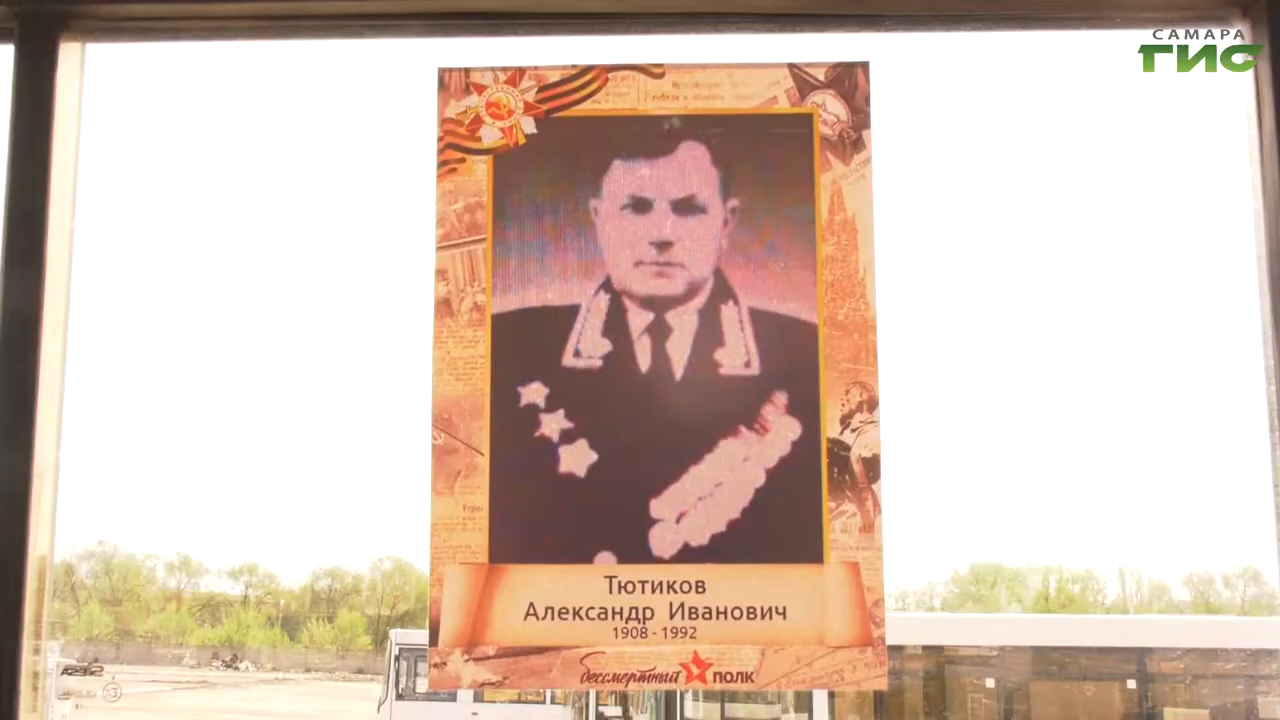 САМАРА
ГИС
Тютиков
Александр Иванович
1908 - 1992
бессмертный ПОЛК